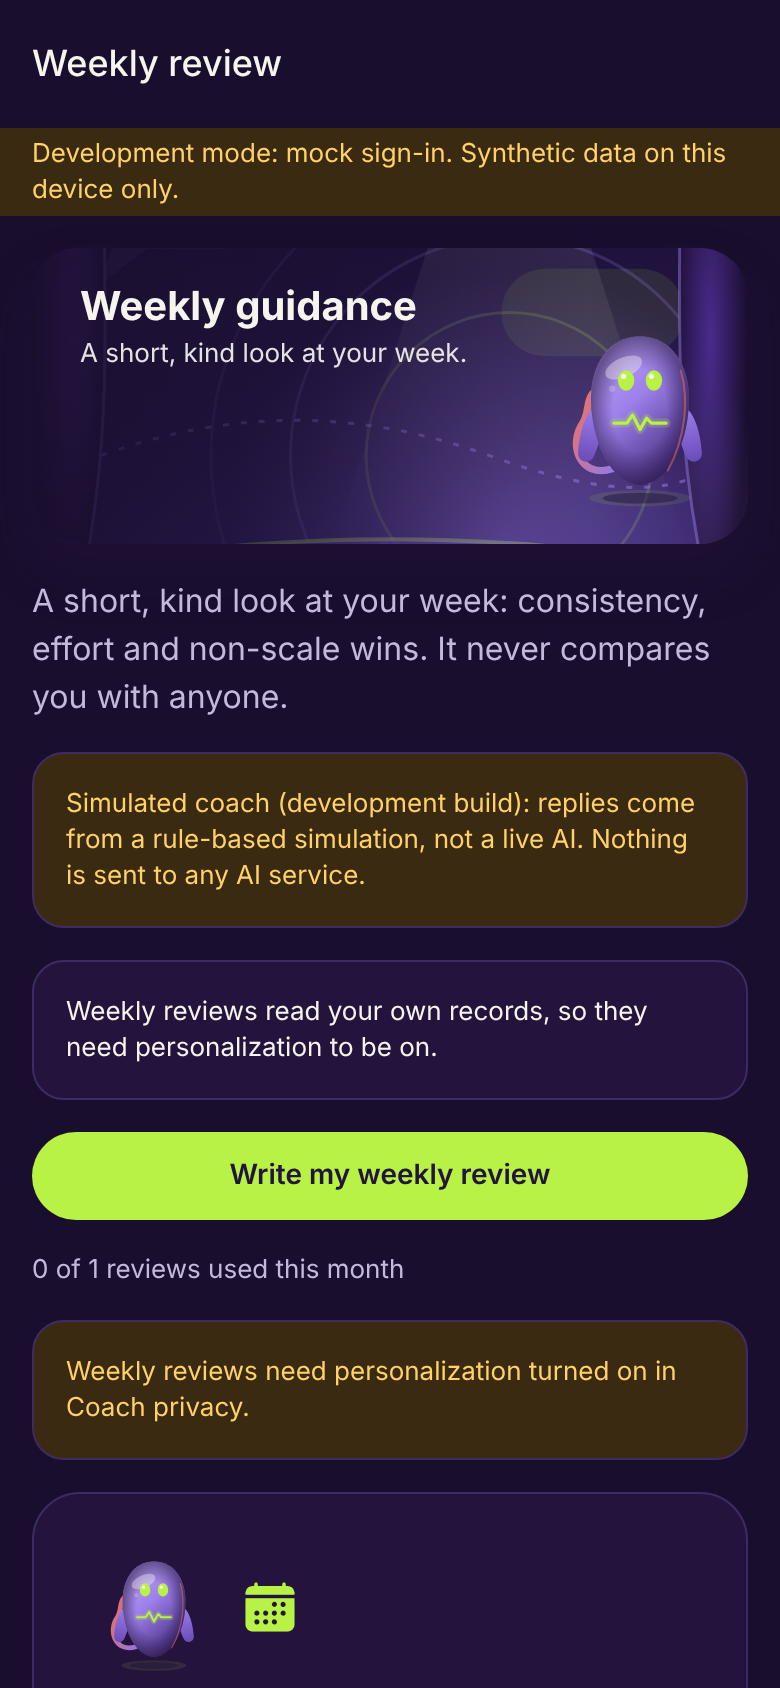 Weekly review
Development mode: mock sign-in. Synthetic data on this
device only.
Weekly guidance
A short, kind look at your week.
A short, kind look at your week: consistency,
effort and non-scale wins. It never compares
you with anyone.
Simulated coach (development build): replies come
from a rule-based simulation, not a live AI. Nothing
is sent to any AI service.
Weekly reviews read your own records, so they
need personalization to be on.
Write my weekly review
0 of 1 reviews used this month
Weekly reviews need personalization turned on in
Coach privacy.